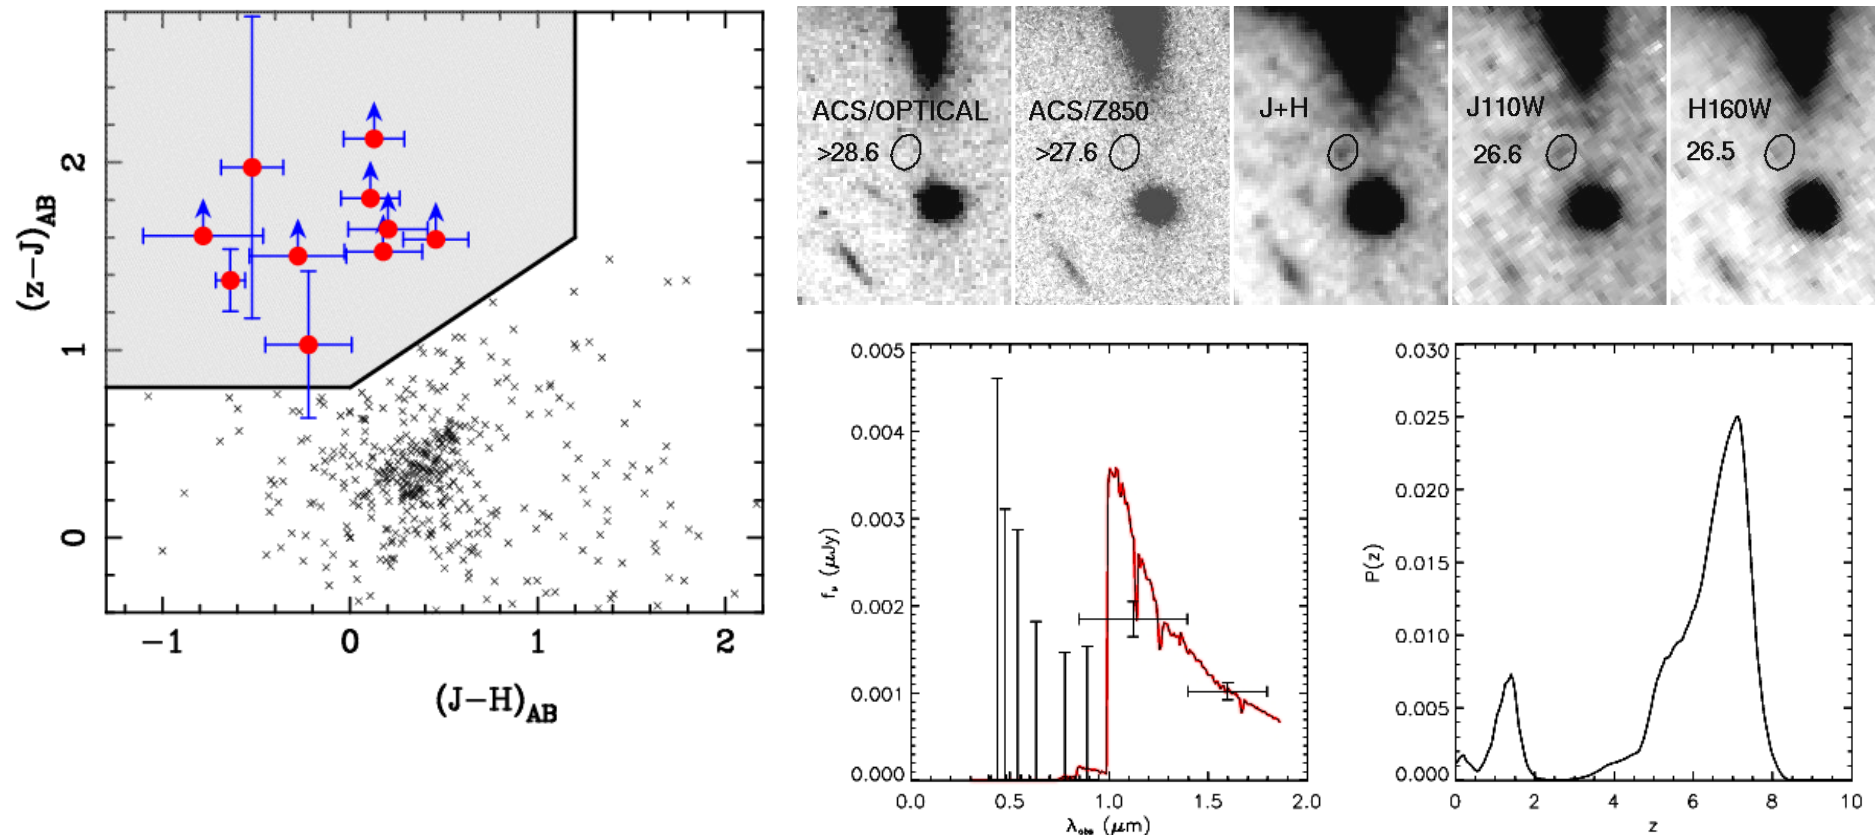 (z−J)AB
2
1
0
−1 0 1 2
(J−H)AB
ACS/OPTICAL
>28.6
ACS/Z850
>27.6
J+H
J110W
26.6
H160W
26.5
0.005
0.004
0.003
0.002
0.001
0.000
fν (μJy)
0.0 0.5 1.0 1.5 2.0
λobs (μm)
0.030
0.025
0.020
0.015
0.010
0.005
0.000
P(z)
0 2 4 6 8 10
z